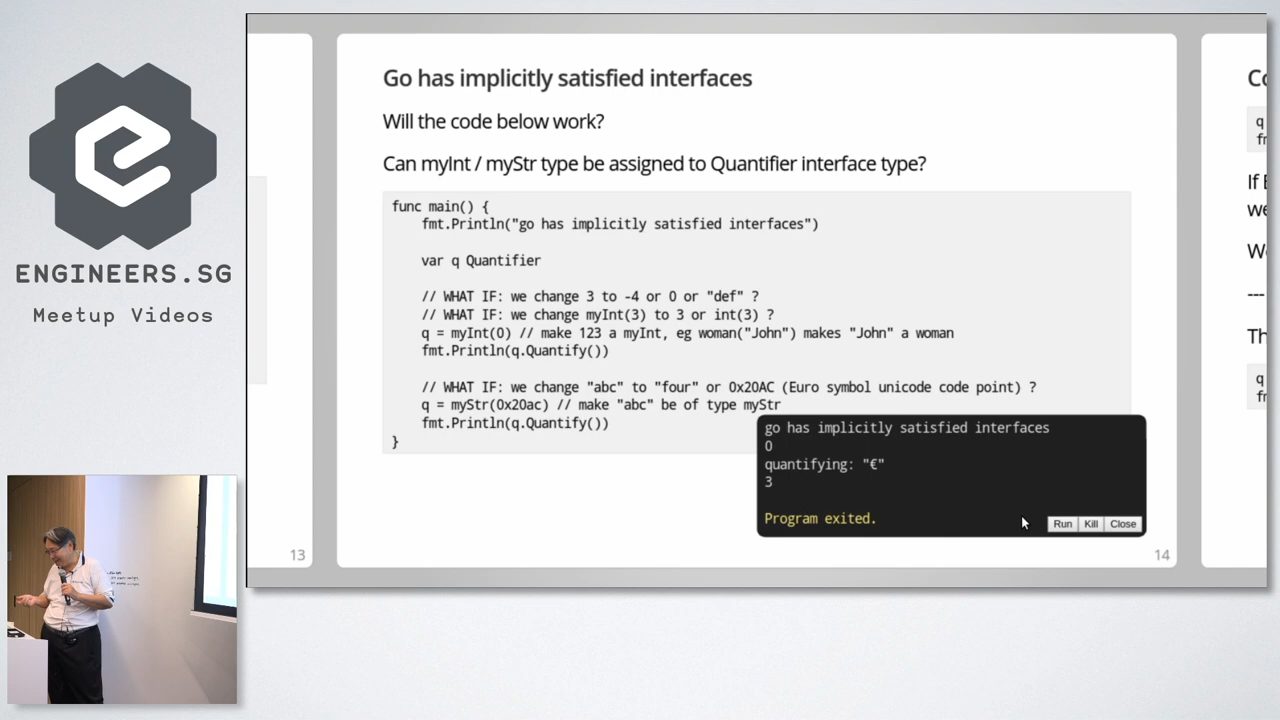 ENGINEERS.SG
Meetup Videos
13
Go has implicitly satisfied interfaces
Will the code below work?
Can myInt / myStr type be assigned to Quantifier interface type?
func main() {
fmt.Println("go has implicitly satisfied interfaces")
var q Quantifier
// WHAT IF: we change 3 to -4 or 0 or "def" ?
// WHAT IF: we change myInt(3) to 3 or int(3) ?
q = myInt(0) // make 123 a myInt, eg woman("John") makes "John" a woman
fmt.Println(q.Quantify())
// WHAT IF: we change "abc" to "four" or 0x20AC (Euro symbol unicode code point) ?
q = myStr(0x20ac) // make "abc" be of type myStr
fmt.Println(q.Quantify())
}
go has implicitly satisfied interfaces
0
quantifying: "€"
3
Program exited.
Run Kill Close
14
q
If
---
q